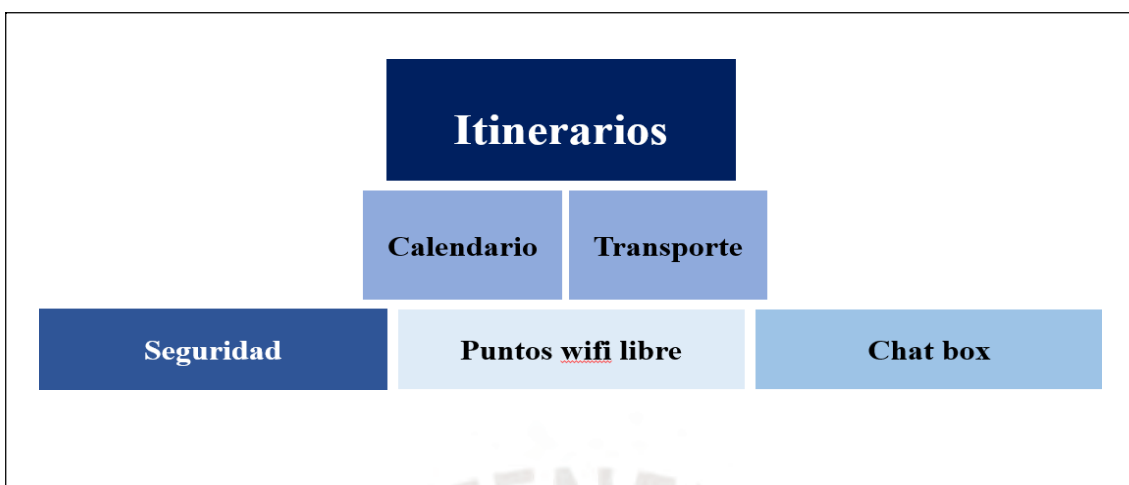 Itinerarios
Calendario
Transporte
Seguridad
Puntos wifi libre
Chat box